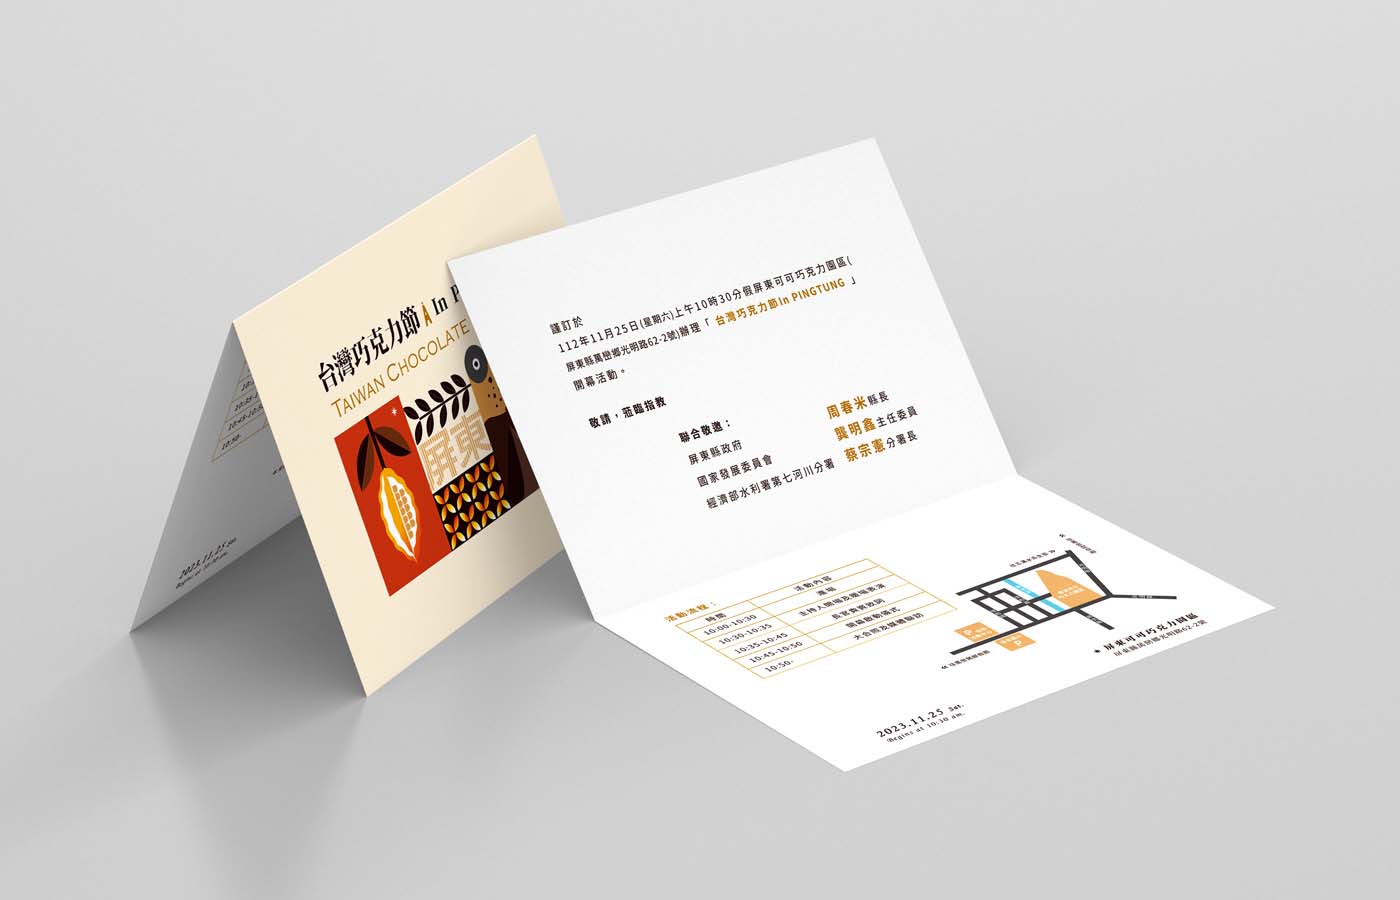 台灣巧克力節 In P
TAIWAN CHOCOLATE
屏東
10:45-10:50
10:50-
2023.11.25 Sat.
Begins at 10:30 am.
謹訂於
112年11月25日(星期六)上午10時30分假屏東可可巧克力園區(
屏東縣萬巒鄉光明路62-2號)辦理「 台灣巧克力節In PINGTUNG 」
開幕活動。
敬請，蒞臨指教
聯合敬邀：
屏東縣政府 周春米縣長
國家發展委員會 龔明鑫主任委員
經濟部水利署第七河川分署 蔡宗憲分署長
活動流程：
時間 活動內容
10:00-10:30 進場
10:30-10:35 主持人開場及暖場表演
10:35-10:45 長官貴賓致詞
10:45-10:50 開幕啟動儀式
10:50- 大合照及媒體聯訪
P
P
屏東可可巧克力園區
屏東縣萬巒鄉光明路62-2號
2023.11.25 Sat.
Begins at 10:30 am.